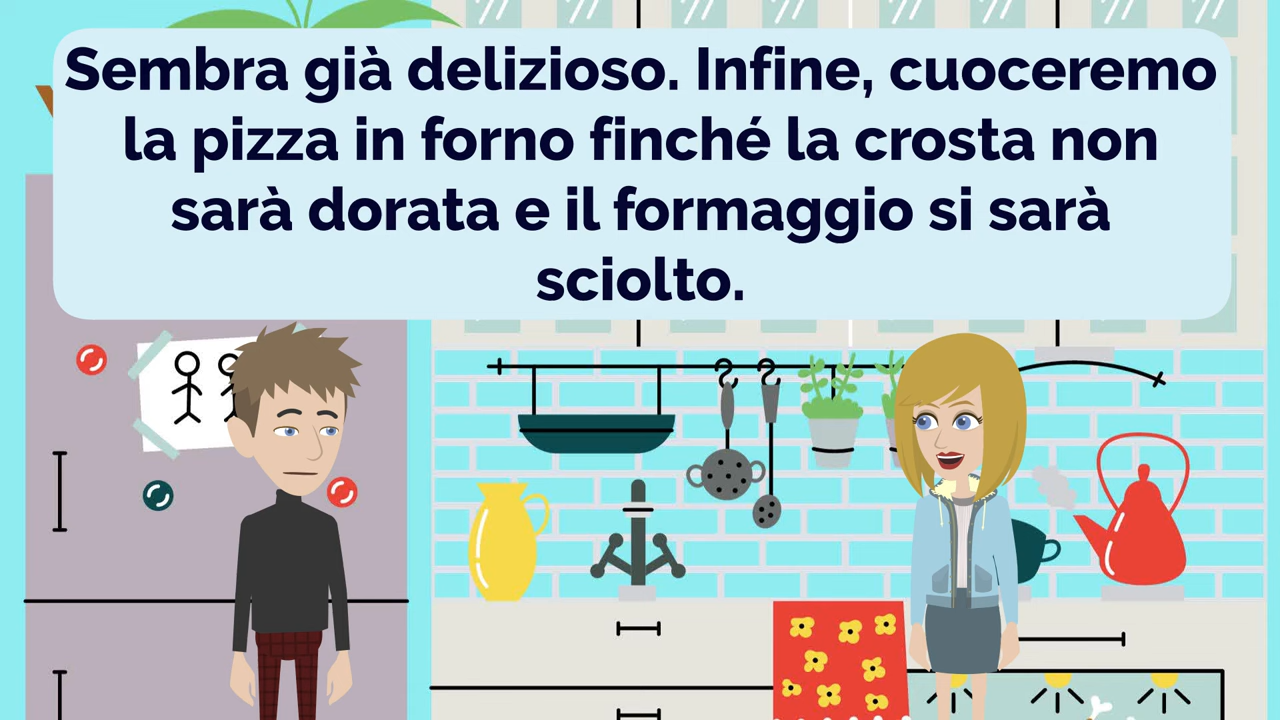 Sembra già delizioso. Infine, cuoceremo
la pizza in forno finché la crosta non
sarà dorata e il formaggio si sarà
sciolto.